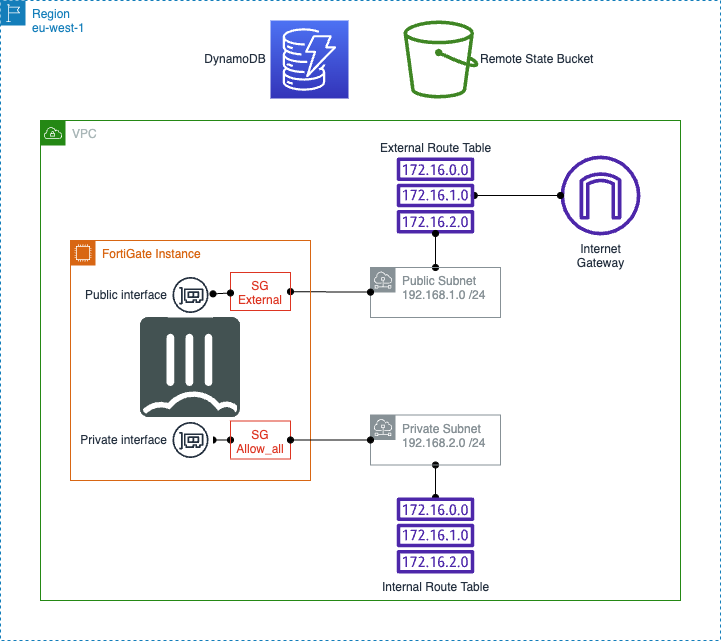 Region
eu-west-1
DynamoDB
Remote State Bucket
VPC
External Route Table
172.16.0.0
172.16.1.0
172.16.2.0
Internet
Gateway
FortiGate Instance
Public interface
SG
External
Public Subnet
192.168.1.0 /24
Private interface
SG
Allow_all
Private Subnet
192.168.2.0 /24
172.16.0.0
172.16.1.0
172.16.2.0
Internal Route Table